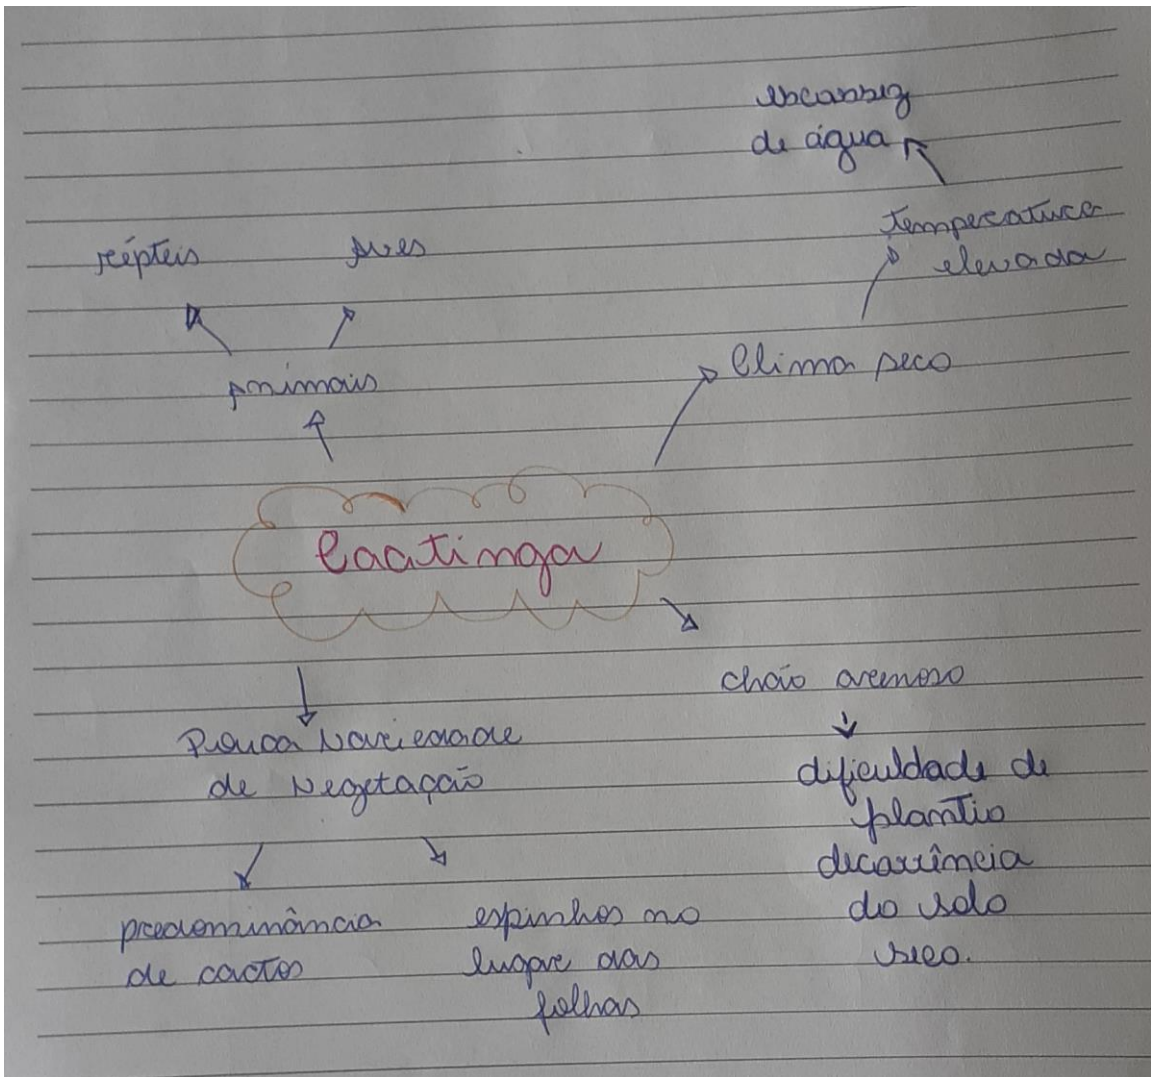 escassez
de água
temperatura
elevada
répteis
aves
Clima seco
animais
Caatinga
chão arenoso
Pouca Variedade
de Vegetação
dificuldade de
plantio
decorrência
do solo
seco.
predominância
de cactos
espinhos no
lugar das
folhas